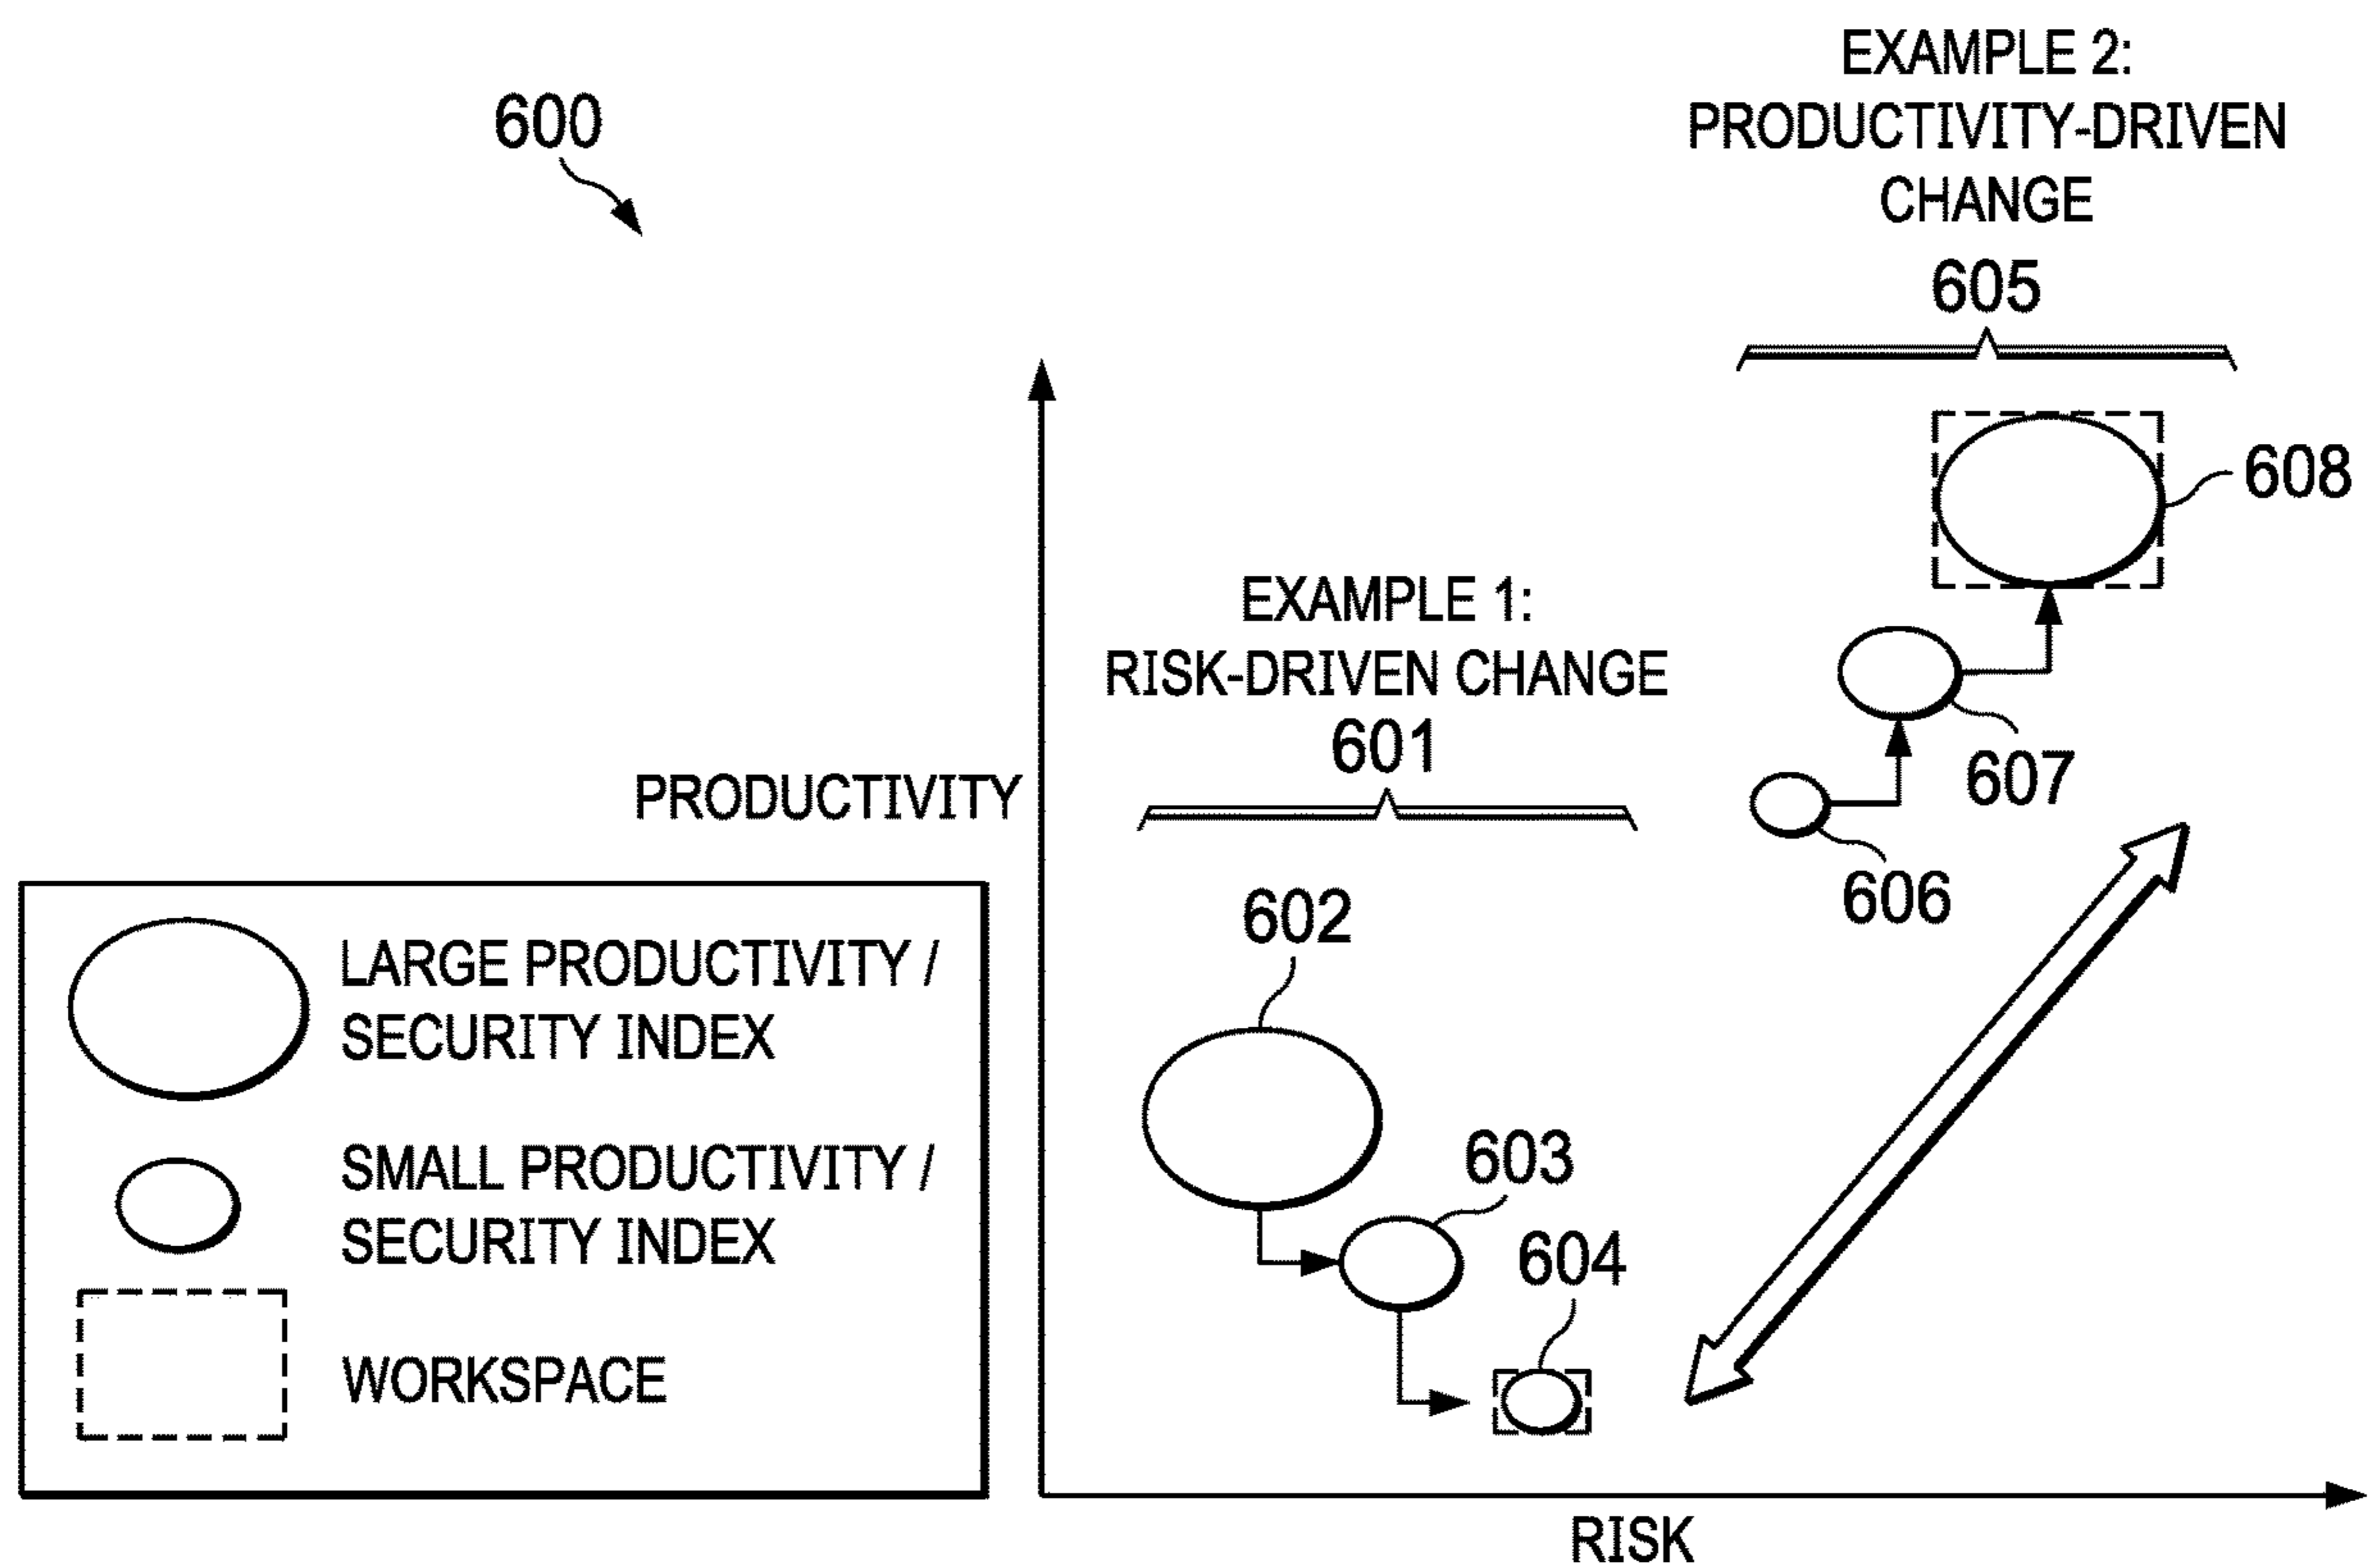 600
EXAMPLE 2:
PRODUCTIVITY-DRIVEN
CHANGE
605
608
EXAMPLE 1:
RISK-DRIVEN CHANGE
601
607
606
PRODUCTIVITY
602
603
604
LARGE PRODUCTIVITY /
SECURITY INDEX
SMALL PRODUCTIVITY /
SECURITY INDEX
WORKSPACE
RISK